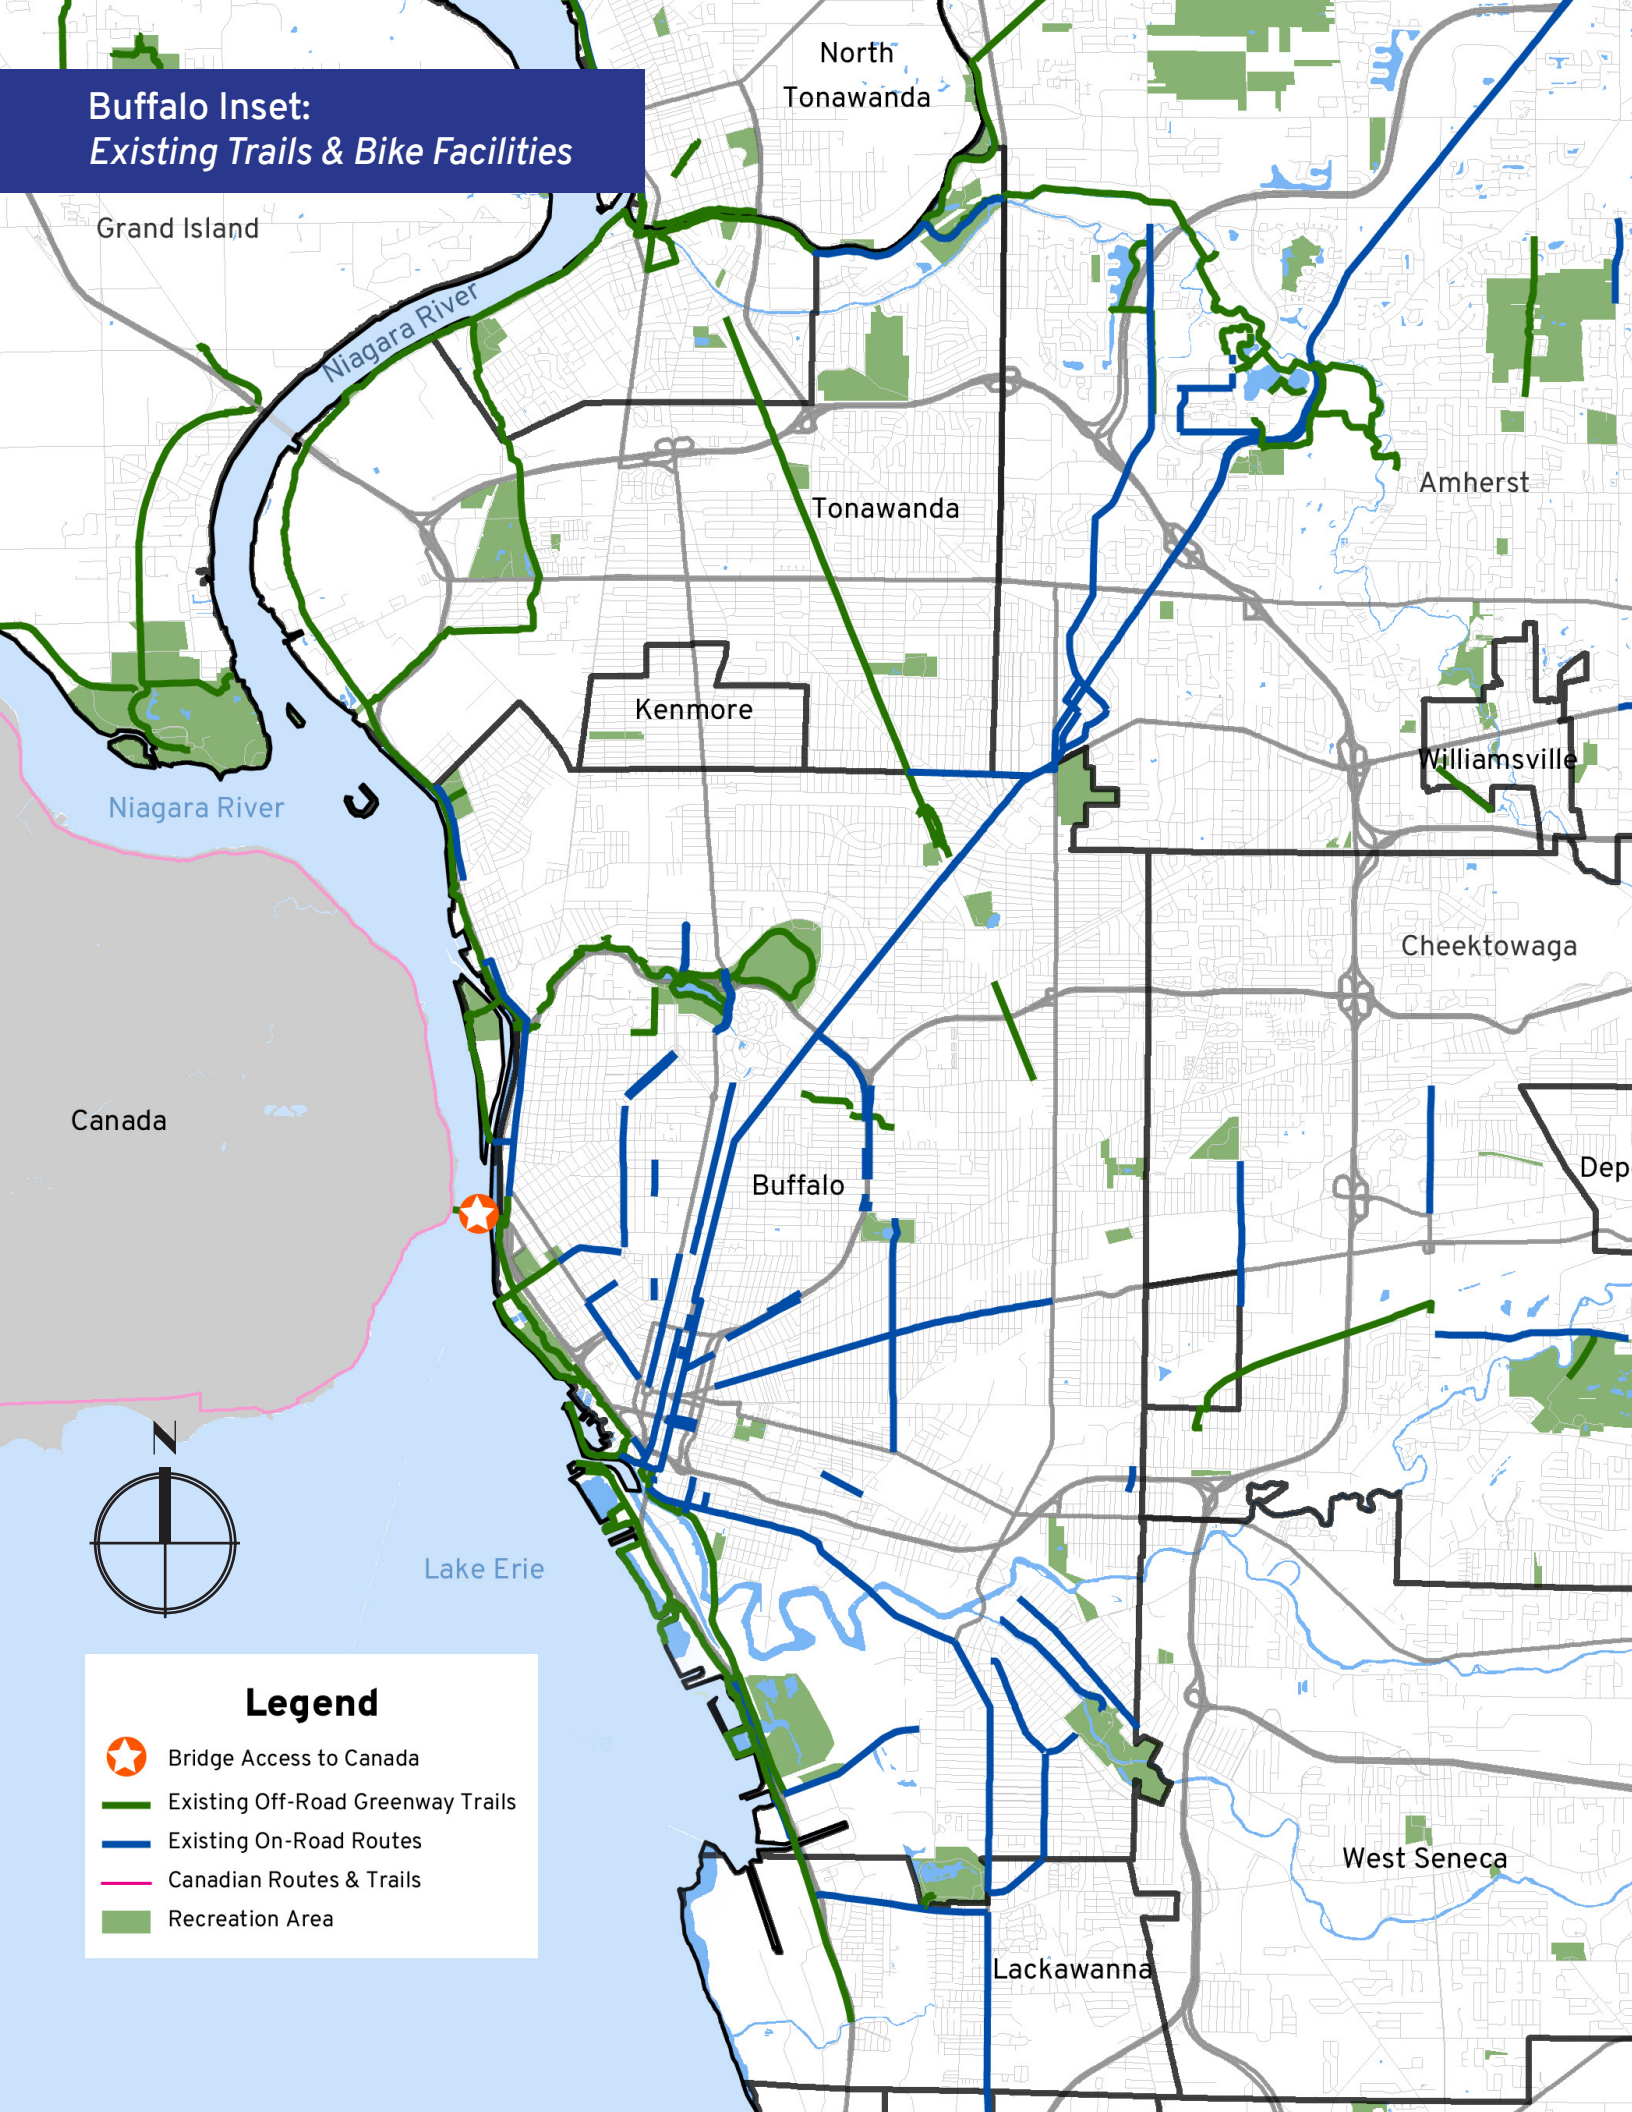 Buffalo Inset:
Existing Trails & Bike Facilities
North
Tonawanda
Grand Island
Niagara River
Amherst
Tonawanda
Kenmore
Williamsville
Niagara River
Cheektowaga
Canada
Buffalo
Dep
N
Lake Erie
Legend
Bridge Access to Canada
Existing Off-Road Greenway Trails
Existing On-Road Routes
Canadian Routes & Trails
Recreation Area
West Seneca
Lackawanna